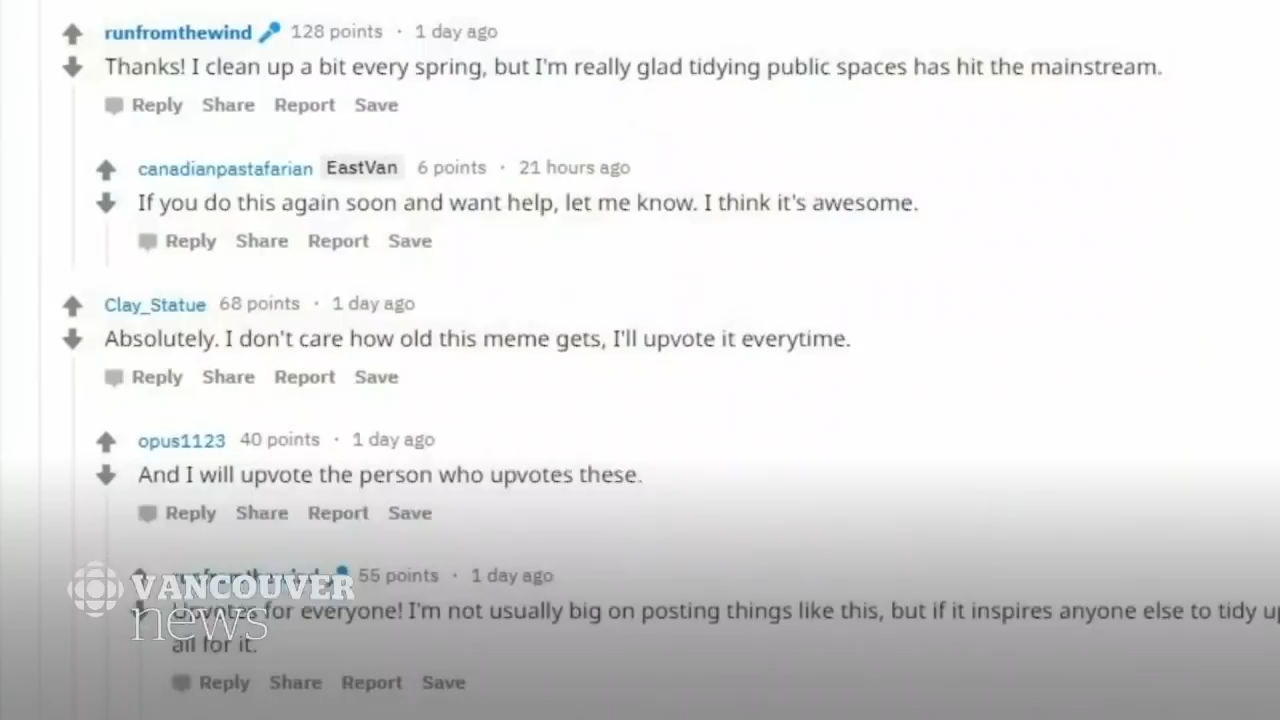 runfromthewind 128 points · 1 day ago
Thanks! I clean up a bit every spring, but I'm really glad tidying public spaces has hit the mainstream.
Reply Share Report Save
canadianpastafarian EastVan 6 points · 21 hours ago
If you do this again soon and want help, let me know. I think it's awesome.
Reply Share Report Save
Clay_Statue 68 points · 1 day ago
Absolutely. I don't care how old this meme gets, I'll upvote it everytime.
Reply Share Report Save
opus1123 40 points · 1 day ago
And I will upvote the person who upvotes these.
Reply Share Report Save
runfromthewind 55 points · 1 day ago
Upvotes for everyone! I'm not usually big on posting things like this, but if it inspires anyone else to tidy up
all for it.
Reply Share Report Save
VANCOUVER
news